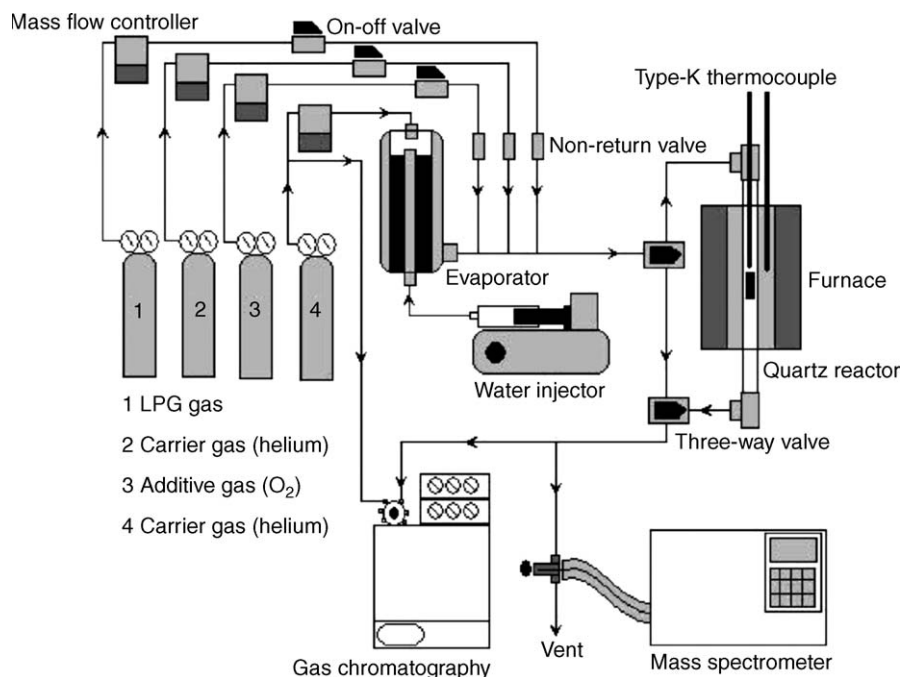 Mass flow controller
On-off valve
Type-K thermocouple
Non-return valve
Evaporator
Furnace
1
2
3
4
Water injector
Quartz reactor
1 LPG gas
Three-way valve
2 Carrier gas (helium)
3 Additive gas (O₂)
4 Carrier gas (helium)
Vent
Gas chromatography
Mass spectrometer